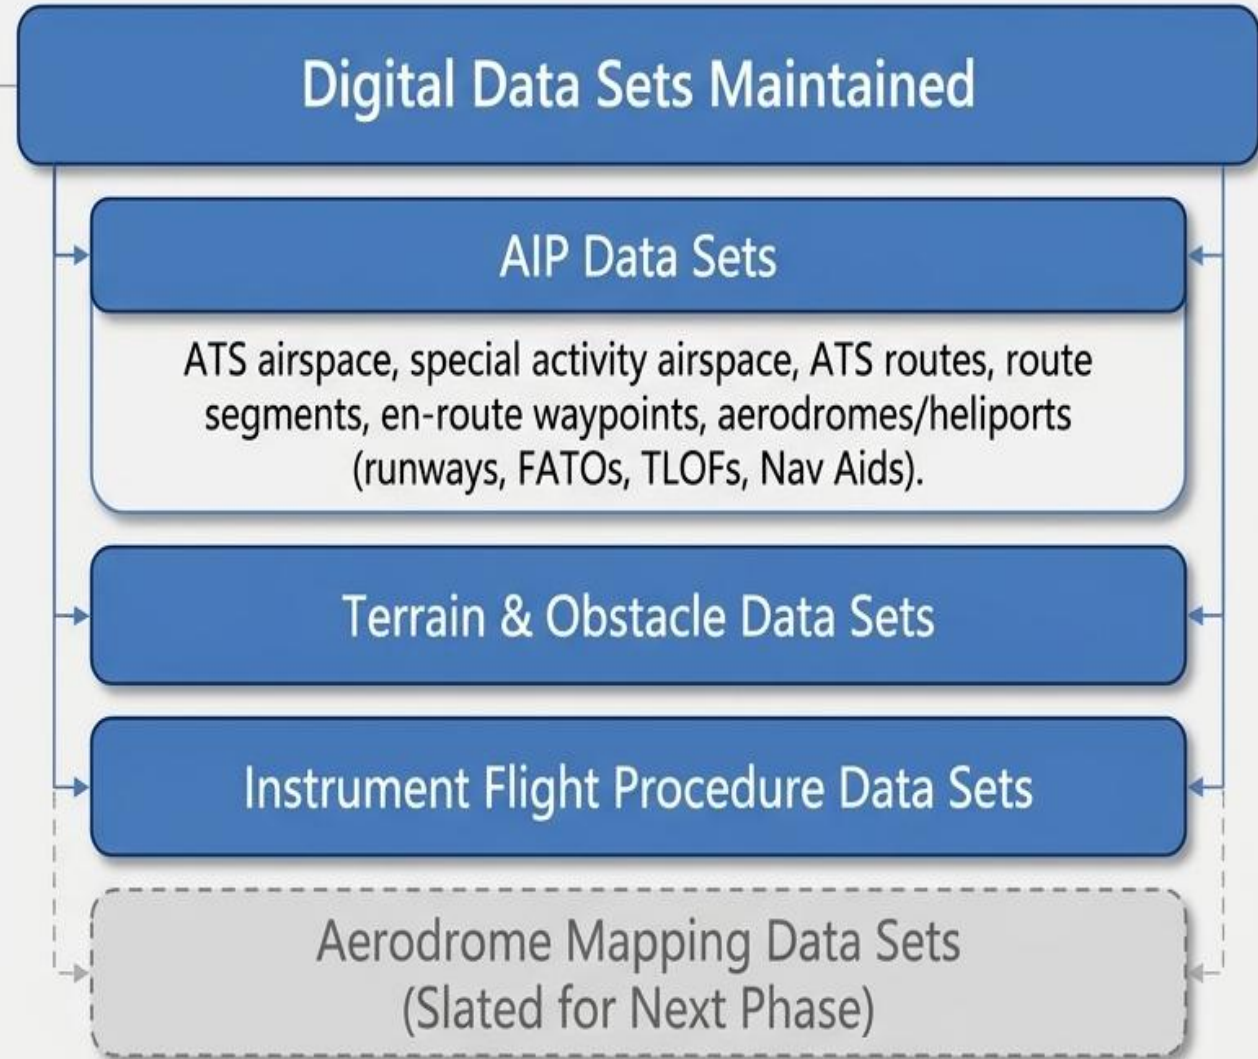 Digital Data Sets Maintained
AIP Data Sets
ATS airspace, special activity airspace, ATS routes, route
segments, en-route waypoints, aerodromes/heliports
(runways, FATOs, TLOFs, Nav Aids).
Terrain & Obstacle Data Sets
Instrument Flight Procedure Data Sets
Aerodrome Mapping Data Sets
(Slated for Next Phase)